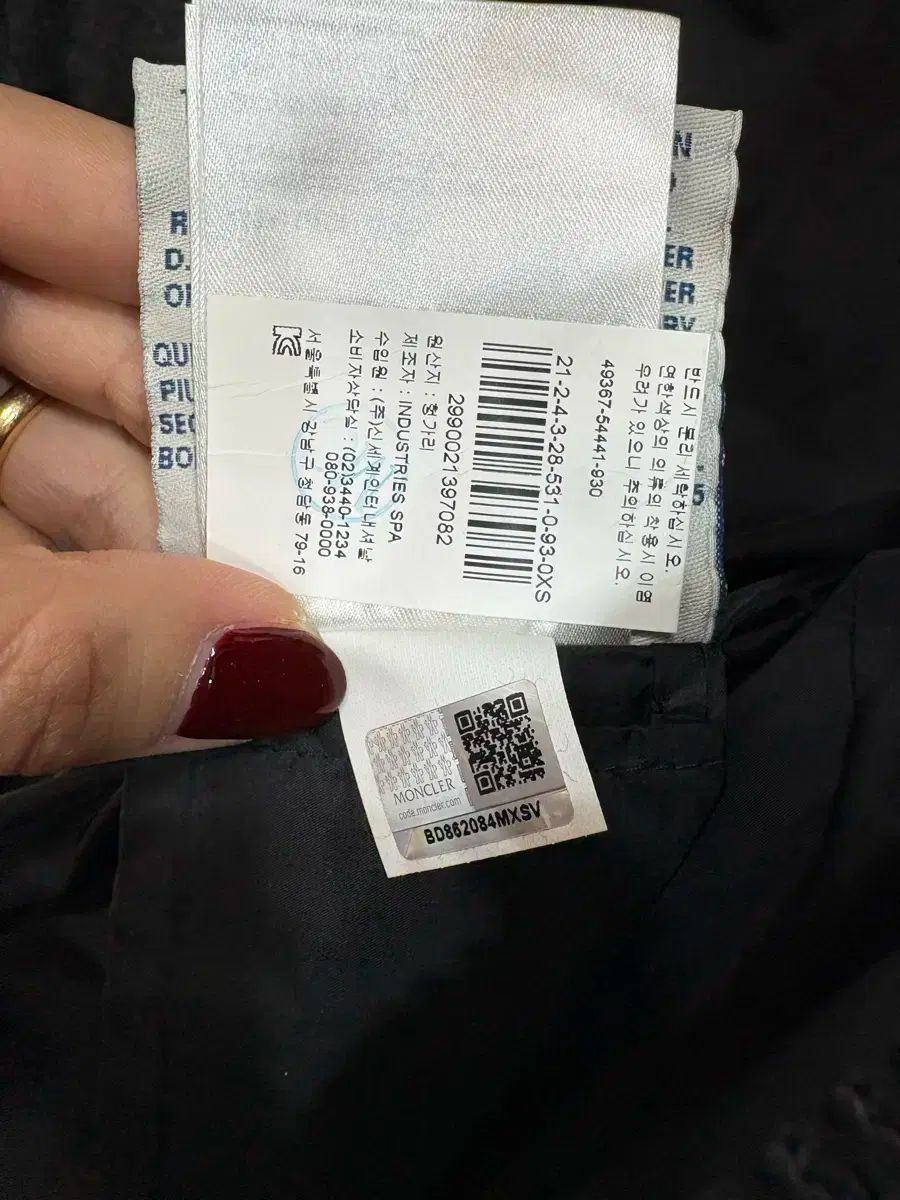 반드시 분리 세탁하십시오.
연한색상의 의류의 착용시 이염
우려가 있으니 주의하십시오.
49367-54441-930
21-2-4-3-28-531-0-93-0XS
2990021397082
원산지 : 헝가리
제조자 : INDUSTRIES SPA
수입원 : (주)신세계인터내셔날
소비자상담실 : (02)3440-1234
080-938-0000
서울특별시 강남구 청담동 79-16
MONCLER
code.moncler.com
BD862084MXSV